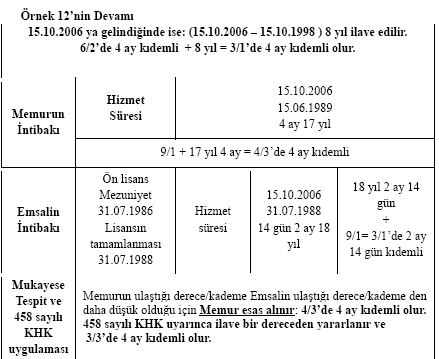 Örnek 12'nin Devamı
15.10.2006 ya gelindiğinde ise: (15.10.2006 – 15.10.1998 ) 8 yıl ilave edilir.
6/2'de 4 ay kıdemli + 8 yıl = 3/1'de 4 ay kıdemli olur.
Memurun
İntibakı
Hizmet
Süresi
15.10.2006
15.06.1989
4 ay 17 yıl
9/1 + 17 yıl 4 ay = 4/3'de 4 ay kıdemli
Emsalin
İntibakı
Ön lisans
Mezuniyet
31.07.1986
Lisansın
tamamlanması
31.07.1988
Hizmet
süresi
15.10.2006
31.07.1988
14 gün 2 ay 18
yıl
18 yıl 2 ay 14
gün
+
9/1= 3/1'de 2 ay
14 gün kıdemli
Mukayese
Tespit ve
458 sayılı
KHK
uygulaması
Memurun ulaştığı derece/kademe Emsalin ulaştığı derece/kademe den
daha düşük olduğu için Memur esas alınır: 4/3'de 4 ay kıdemli olur.
458 sayılı KHK uyarınca ilave bir dereceden yararlanır ve
3/3'de 4 ay kıdemli olur.